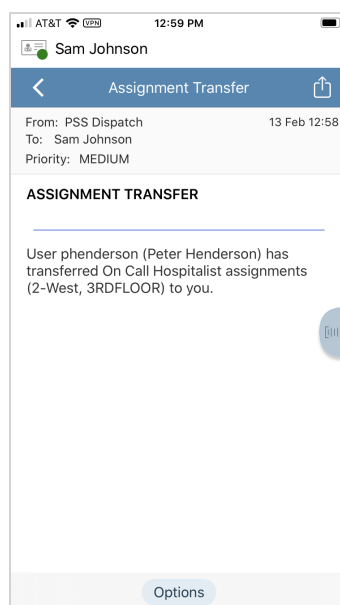 AT&T VPN 12:59 PM
Sam Johnson
Assignment Transfer
From: PSS Dispatch 13 Feb 12:58
To: Sam Johnson
Priority: MEDIUM
ASSIGNMENT TRANSFER
User phenderson (Peter Henderson) has
transferred On Call Hospitalist assignments
(2-West, 3RDFLOOR) to you.
Options